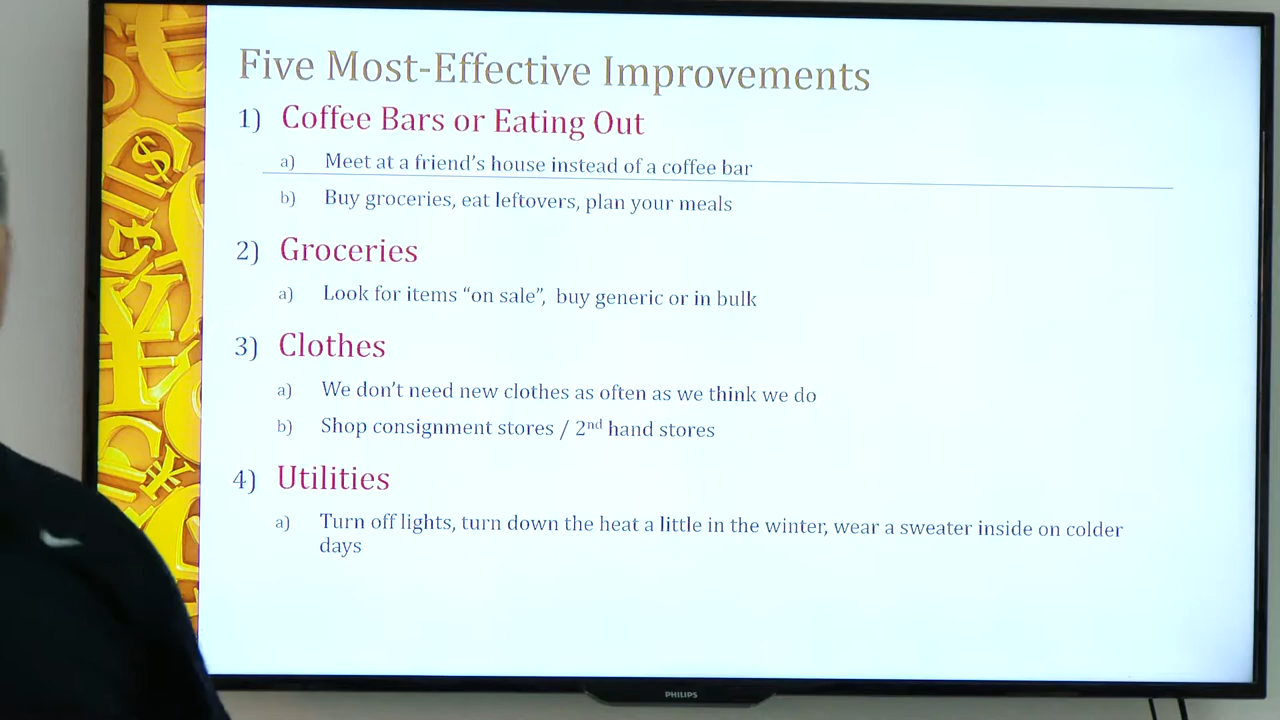 Five Most-Effective Improvements
1) Coffee Bars or Eating Out
a) Meet at a friend's house instead of a coffee bar
b) Buy groceries, eat leftovers, plan your meals
2) Groceries
a) Look for items “on sale”, buy generic or in bulk
3) Clothes
a) We don't need new clothes as often as we think we do
b) Shop consignment stores / 2nd hand stores
4) Utilities
a) Turn off lights, turn down the heat a little in the winter, wear a sweater inside on colder
days
PHILIPS